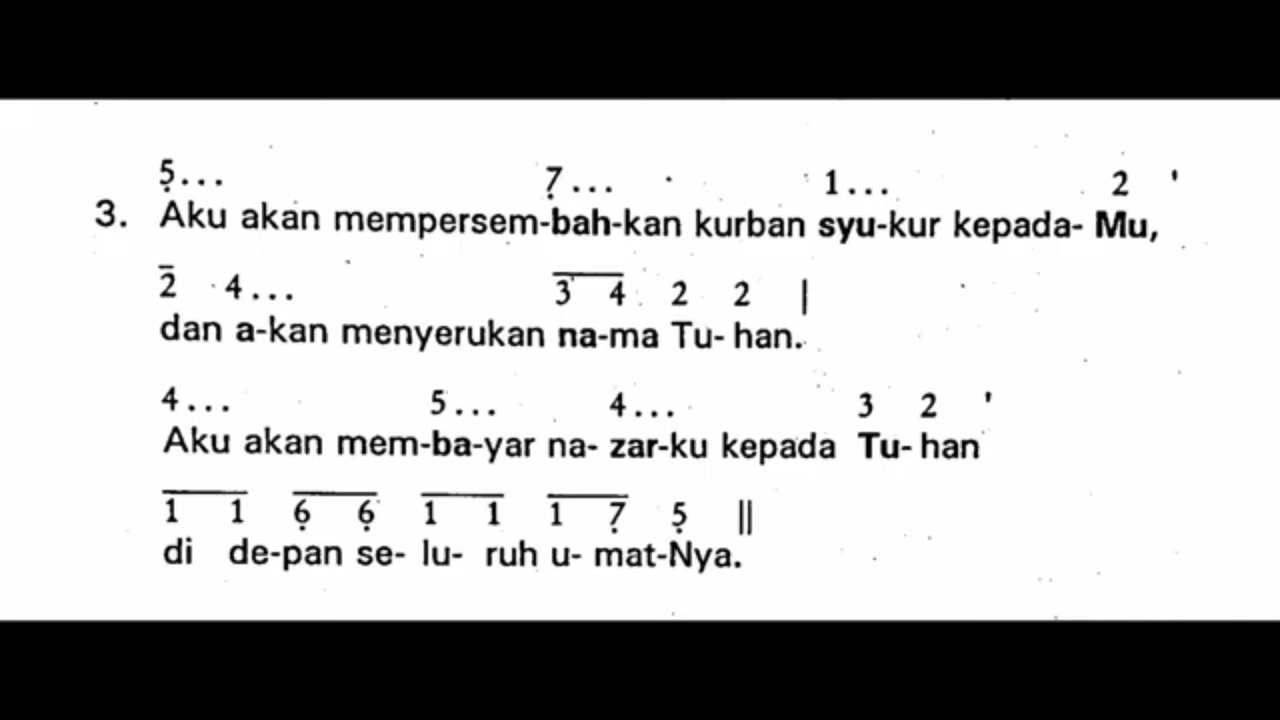 5̣... 7̣... 1... 2 '
3. Aku akan mempersem-bah-kan kurban syu-kur kepada- Mu,
2̅ 4... 3̅ 4̅ 2 2 |
dan a-kan menyerukan na-ma Tu- han.
4... 5... 4... 3 2 '
Aku akan mem-ba-yar na- zar-ku kepada Tu- han
1̅ 1̅ 6̣̅ 6̣̅ 1̅ 1̅ 1̅ 7̣̅ 5̣ ||
di de-pan se- lu- ruh u- mat-Nya.